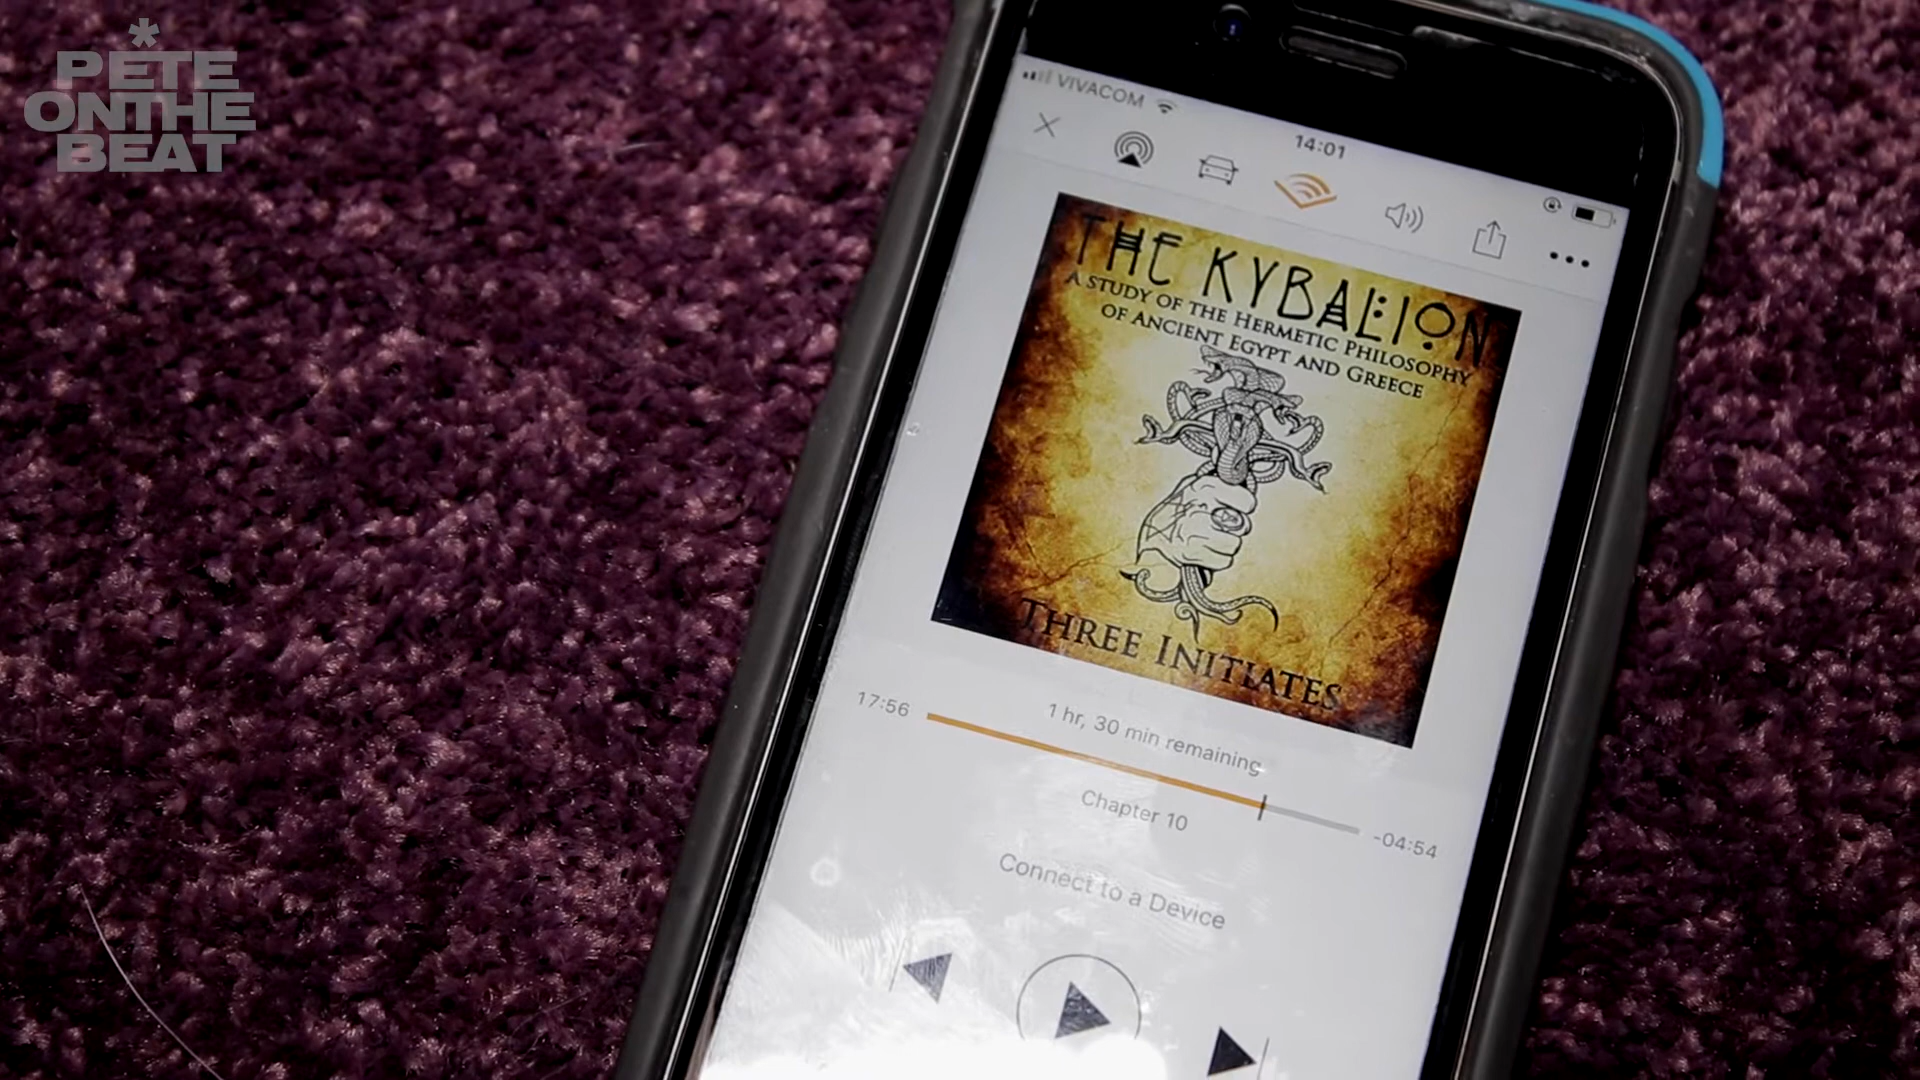 *
PETE
ONTHE
BEAT
VIVACOM
14:01
THE KYBALION
A STUDY OF THE HERMETIC PHILOSOPHY
OF ANCIENT EGYPT AND GREECE
THREE INITIATES
17:56
1 hr, 30 min remaining
-04:54
Chapter 10
Connect to a Device